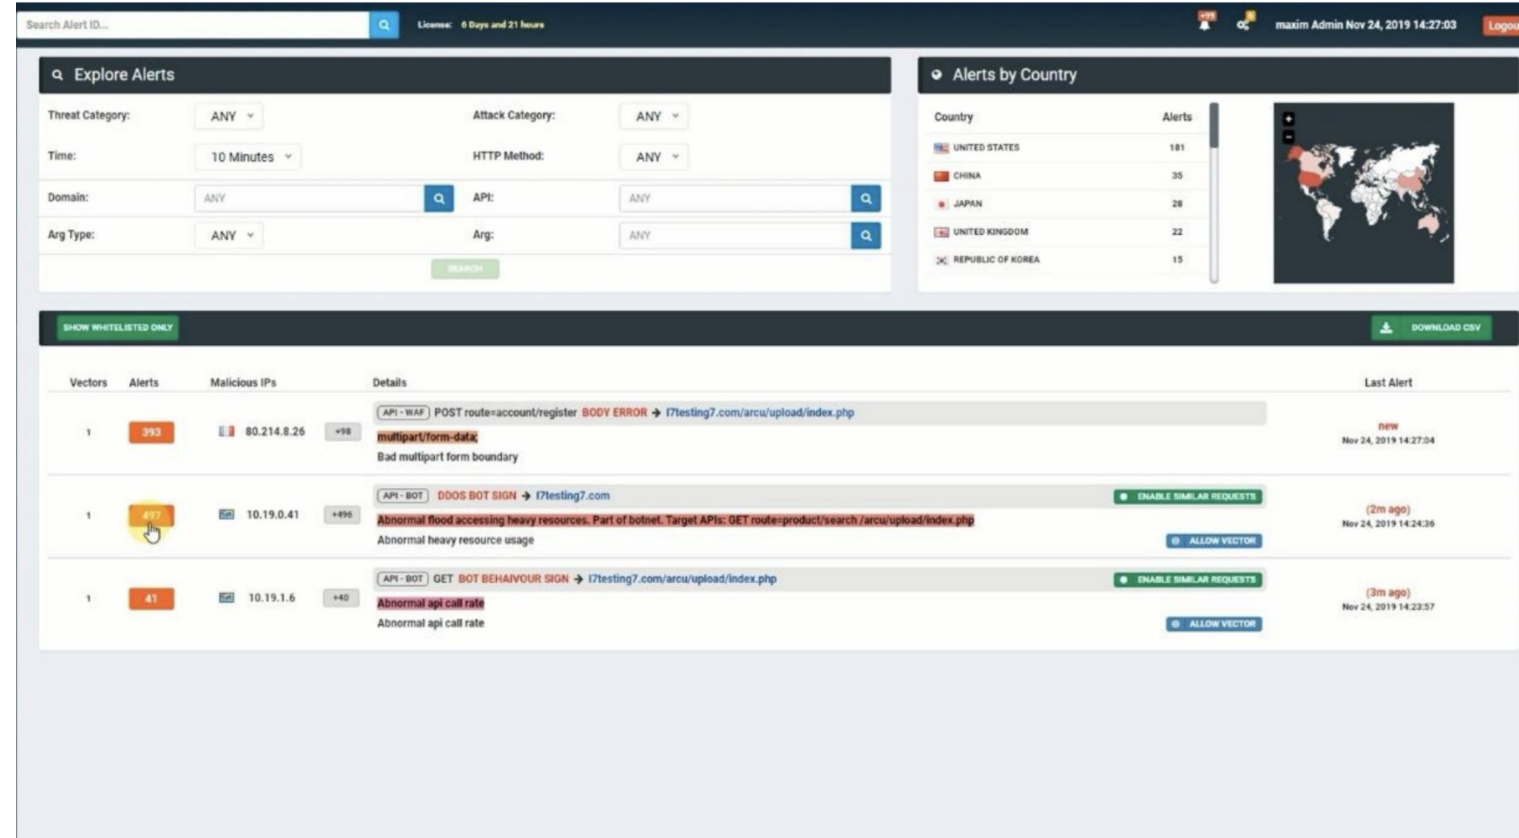 Search Alert ID...
License: 6 Days and 21 hours
+99
maxim Admin Nov 24, 2019 14:27:03
Logou
Explore Alerts
Threat Category: ANY Attack Category: ANY
Time: 10 Minutes HTTP Method: ANY
Domain: ANY API: ANY
Arg Type: ANY Arg: ANY
SEARCH
Alerts by Country
Country Alerts
UNITED STATES 181
CHINA 35
JAPAN 28
UNITED KINGDOM 22
REPUBLIC OF KOREA 15
+
-
SHOW WHITELISTED ONLY
DOWNLOAD CSV
Vectors Alerts Malicious IPs Details Last Alert
API - WAF POST route=account/register BODY ERROR → l7testing7.com/arcu/upload/index.php
1 393 80.214.8.26 +98 multipart/form-data;
Bad multipart form boundary
new
Nov 24, 2019 14:27:04
API - BOT DDOS BOT SIGN → l7testing7.com ENABLE SIMILAR REQUESTS
1 497 10.19.0.41 +496 Abnormal flood accessing heavy resources. Part of botnet. Target APIs: GET route=product/search /arcu/upload/index.php
Abnormal heavy resource usage ALLOW VECTOR
(2m ago)
Nov 24, 2019 14:24:36
API - BOT GET BOT BEHAIVOUR SIGN → l7testing7.com/arcu/upload/index.php ENABLE SIMILAR REQUESTS
1 41 10.19.1.6 +40 Abnormal api call rate
Abnormal api call rate ALLOW VECTOR
(3m ago)
Nov 24, 2019 14:23:57